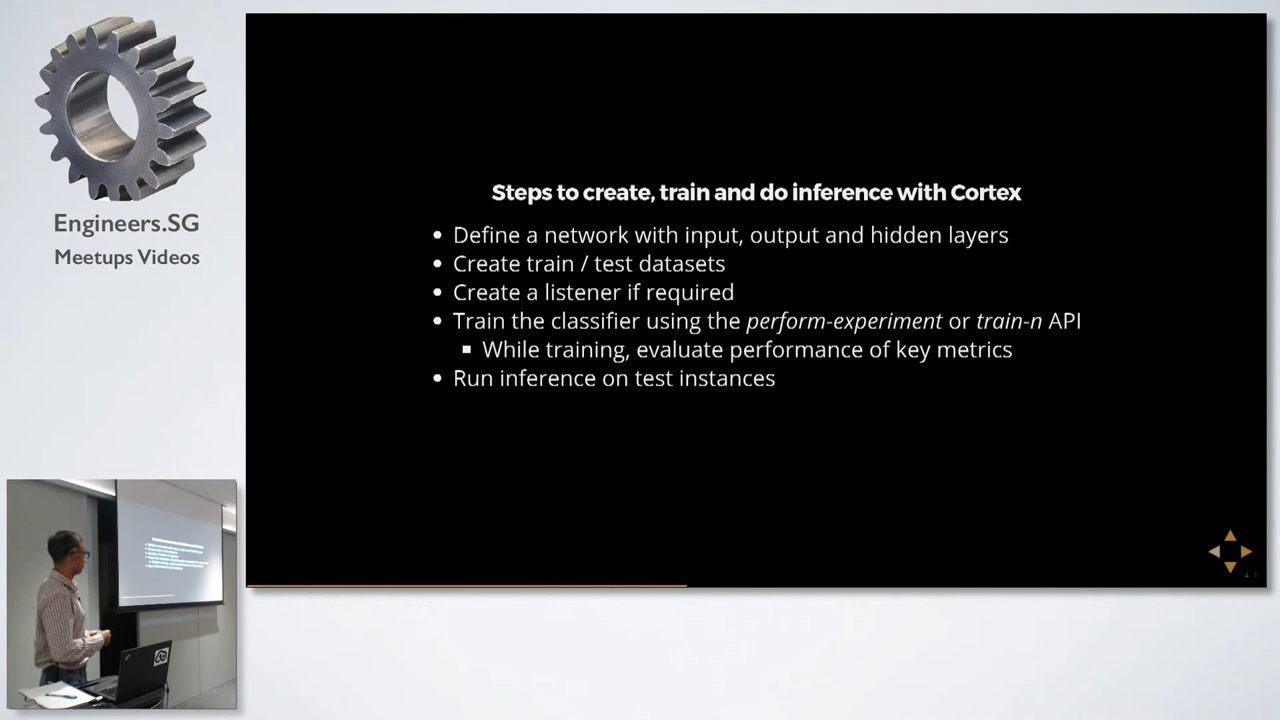 Engineers.SG
Meetups Videos
Steps to create, train and do inference with Cortex
Define a network with input, output and hidden layers
Create train / test datasets
Create a listener if required
Train the classifier using the perform-experiment or train-n API
While training, evaluate performance of key metrics
Run inference on test instances